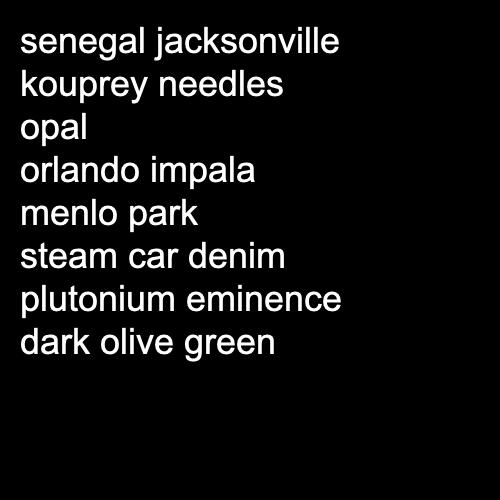 senegal jacksonville
kouprey needles
opal
orlando impala
menlo park
steam car denim
plutonium eminence
dark olive green